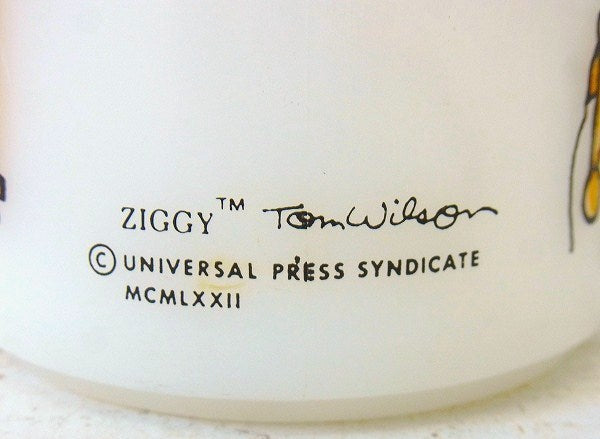 ZIGGY™ Tom Wilson
© UNIVERSAL PRESS SYNDICATE
MCMLXXII